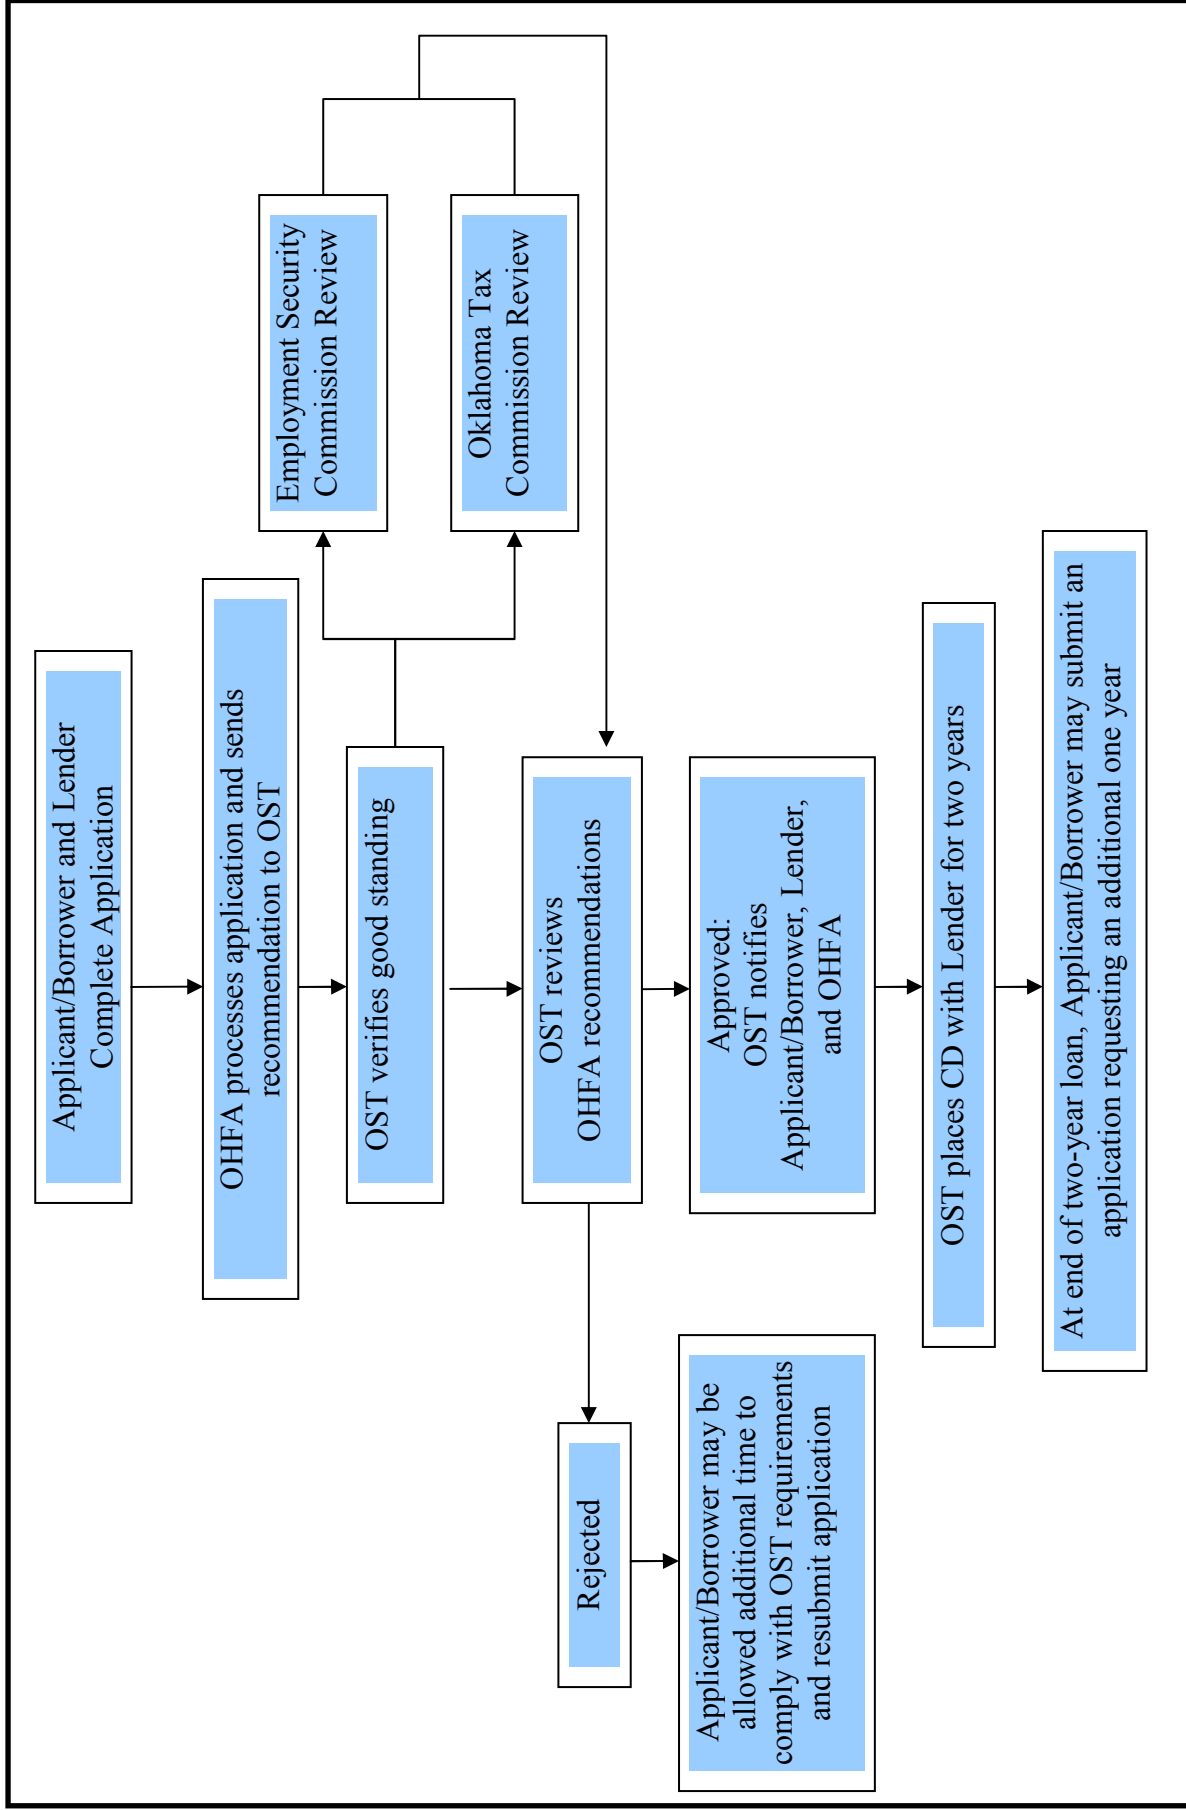 Applicant/Borrower and Lender
Complete Application
OHFA processes application and sends
recommendation to OST
OST verifies good standing
Employment Security
Commission Review
Oklahoma Tax
Commission Review
OST reviews
OHFA recommendations
Rejected
Applicant/Borrower may be
allowed additional time to
comply with OST requirements
and resubmit application
Approved:
OST notifies
Applicant/Borrower, Lender,
and OHFA
OST places CD with Lender for two years
At end of two-year loan, Applicant/Borrower may submit an
application requesting an additional one year